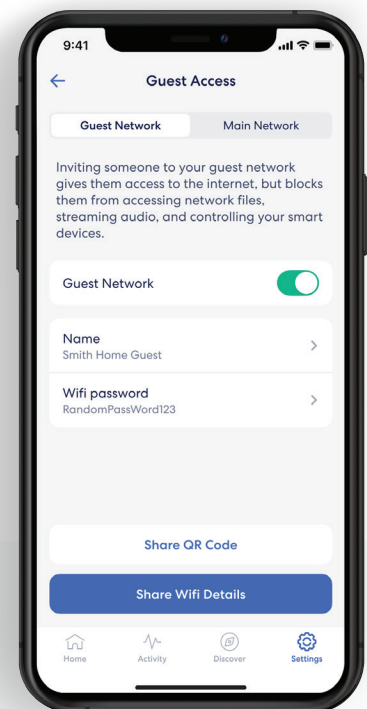 9:41
Guest Access
Guest Network Main Network
Inviting someone to your guest network
gives them access to the internet, but blocks
them from accessing network files,
streaming audio, and controlling your smart
devices.
Guest Network
Name
Smith Home Guest
Wifi password
RandomPassWord123
Share QR Code
Share Wifi Details
Home Activity Discover Settings